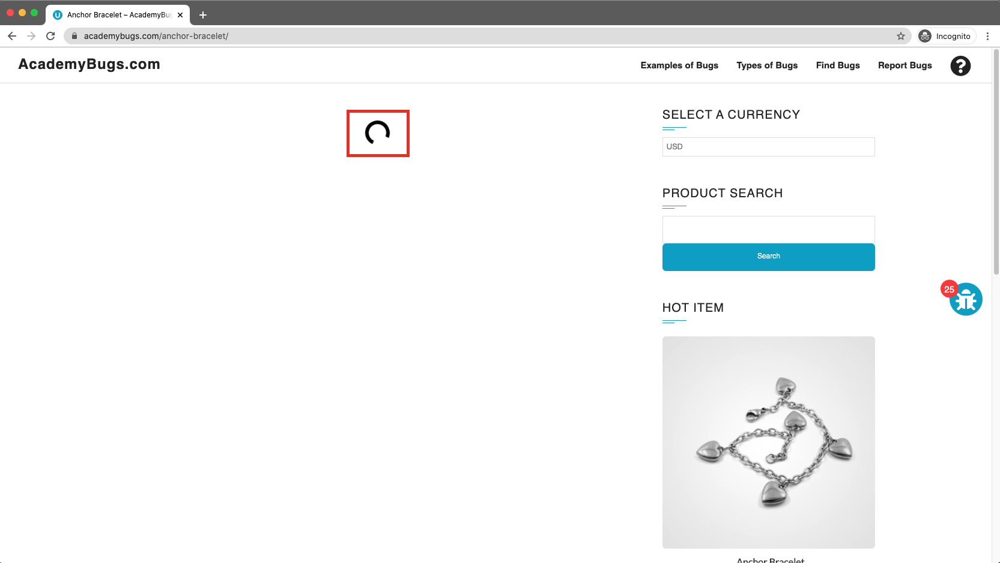 Anchor Bracelet – AcademyBug
academybugs.com/anchor-bracelet/
Incognito
AcademyBugs.com
Examples of Bugs
Types of Bugs
Find Bugs
Report Bugs
?
SELECT A CURRENCY
USD
PRODUCT SEARCH
Search
25
HOT ITEM
Anchor Bracelet